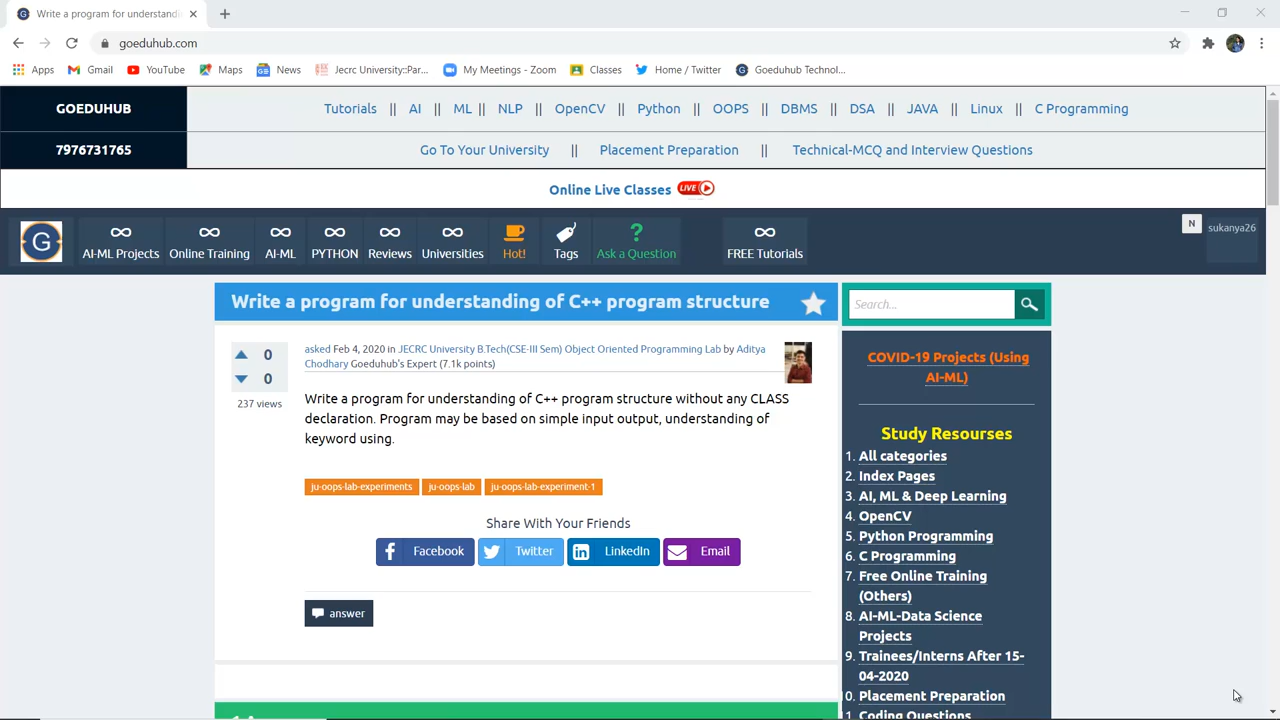 Write a program for understandi
goeduhub.com
Apps Gmail YouTube Maps News Jecrc University::Par... My Meetings - Zoom Classes Home / Twitter Goeduhub Technol...
GOEDUHUB
Tutorials || AI || ML || NLP || OpenCV || Python || OOPS || DBMS || DSA || JAVA || Linux || C Programming
7976731765
Go To Your University || Placement Preparation || Technical-MCQ and Interview Questions
Online Live Classes LIVE
G
AI-ML Projects Online Training AI-ML PYTHON Reviews Universities Hot! Tags Ask a Question FREE Tutorials
N
sukanya26
Write a program for understanding of C++ program structure
0
0
237 views
asked Feb 4, 2020 in JECRC University B.Tech(CSE-III Sem) Object Oriented Programming Lab by Aditya
Chodhary Goeduhub's Expert (7.1k points)
Write a program for understanding of C++ program structure without any CLASS
declaration. Program may be based on simple input output, understanding of
keyword using.
ju-oops-lab-experiments ju-oops-lab ju-oops-lab-experiment-1
Share With Your Friends
Facebook Twitter LinkedIn Email
answer
Search...
COVID-19 Projects (Using
AI-ML)
Study Resourses
1. All categories
2. Index Pages
3. AI, ML & Deep Learning
4. OpenCV
5. Python Programming
6. C Programming
7. Free Online Training
(Others)
8. AI-ML-Data Science
Projects
9. Trainees/Interns After 15-
04-2020
10. Placement Preparation
11. Coding Questions